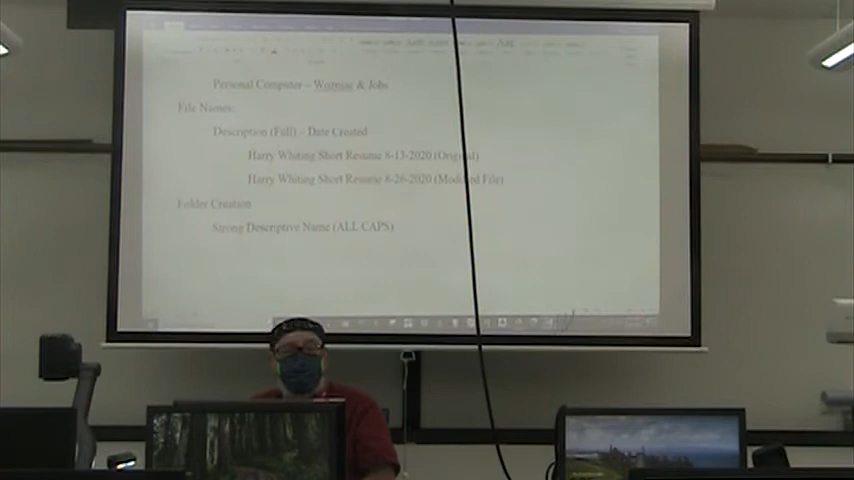 Personal Computer – Wozniac & Jobs
File Names:
Description (Full) – Date Created
Harry Whiting Short Resume 8-13-2020 (Original)
Harry Whiting Short Resume 8-26-2020 (Modified File)
Folder Creation
Strong Descriptive Name (ALL CAPS)